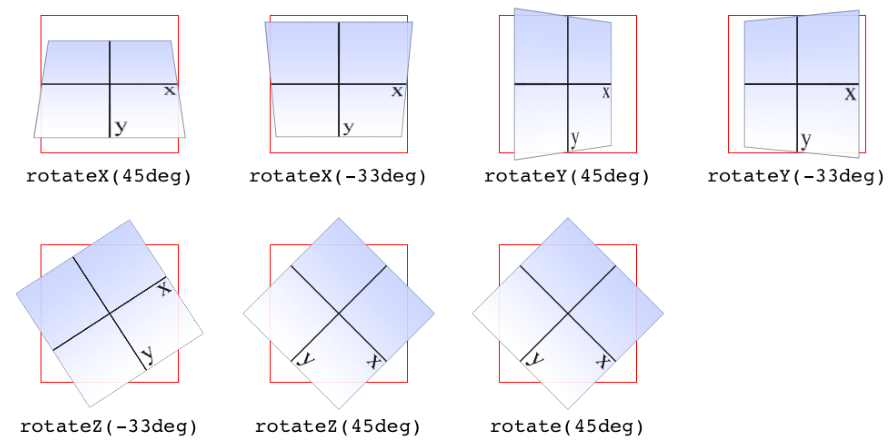 x
y
x
y
x
y
x
y
rotateX(45deg)
rotateX(-33deg)
rotateY(45deg)
rotateY(-33deg)
x
y
y
x
y
x
rotateZ(-33deg)
rotateZ(45deg)
rotate(45deg)